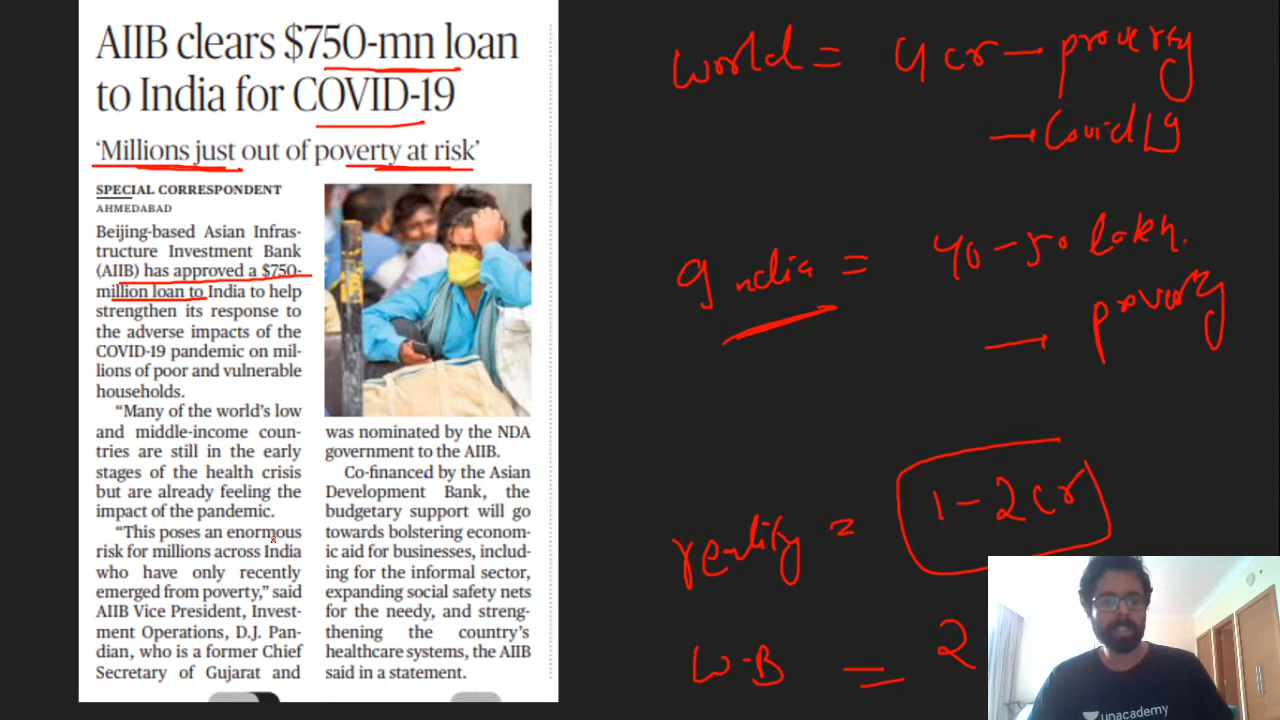 AIIB clears $750-mn loan
to India for COVID-19
‘Millions just out of poverty at risk’
SPECIAL CORRESPONDENT
AHMEDABAD
Beijing-based Asian Infras-
tructure Investment Bank
(AIIB) has approved a $750-
million loan to India to help
strengthen its response to
the adverse impacts of the
COVID-19 pandemic on mil-
lions of poor and vulnerable
households.
“Many of the world’s low
and middle-income coun-
tries are still in the early
stages of the health crisis
but are already feeling the
impact of the pandemic.
“This poses an enormous
risk for millions across India
who have only recently
emerged from poverty,” said
AIIB Vice President, Invest-
ment Operations, D.J. Pan-
dian, who is a former Chief
Secretary of Gujarat and
was nominated by the NDA
government to the AIIB.
Co-financed by the Asian
Development Bank, the
budgetary support will go
towards bolstering econom-
ic aid for businesses, includ-
ing for the informal sector,
expanding social safety nets
for the needy, and streng-
thening the country’s
healthcare systems, the AIIB
said in a statement.
world = 4 cr — proverty
→ Covid 19
India = 40 - 50 lakh.
→ poverty
reality = 1 - 2 cr
W.B = 2
unacademy